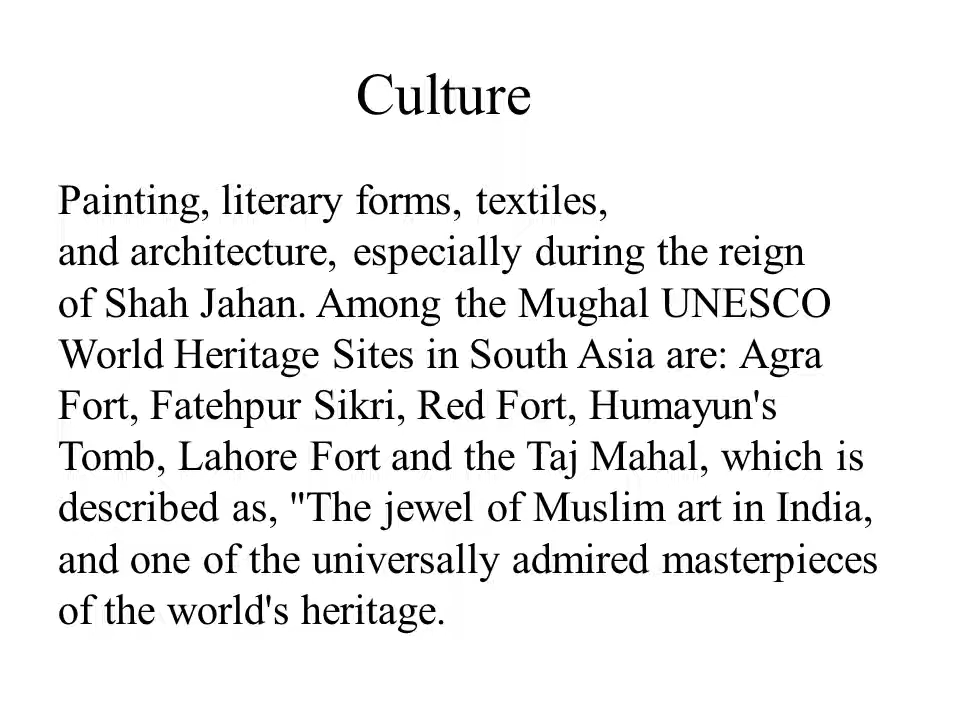 Culture
Painting, literary forms, textiles,
and architecture, especially during the reign
of Shah Jahan. Among the Mughal UNESCO
World Heritage Sites in South Asia are: Agra
Fort, Fatehpur Sikri, Red Fort, Humayun's
Tomb, Lahore Fort and the Taj Mahal, which is
described as, "The jewel of Muslim art in India,
and one of the universally admired masterpieces
of the world's heritage.